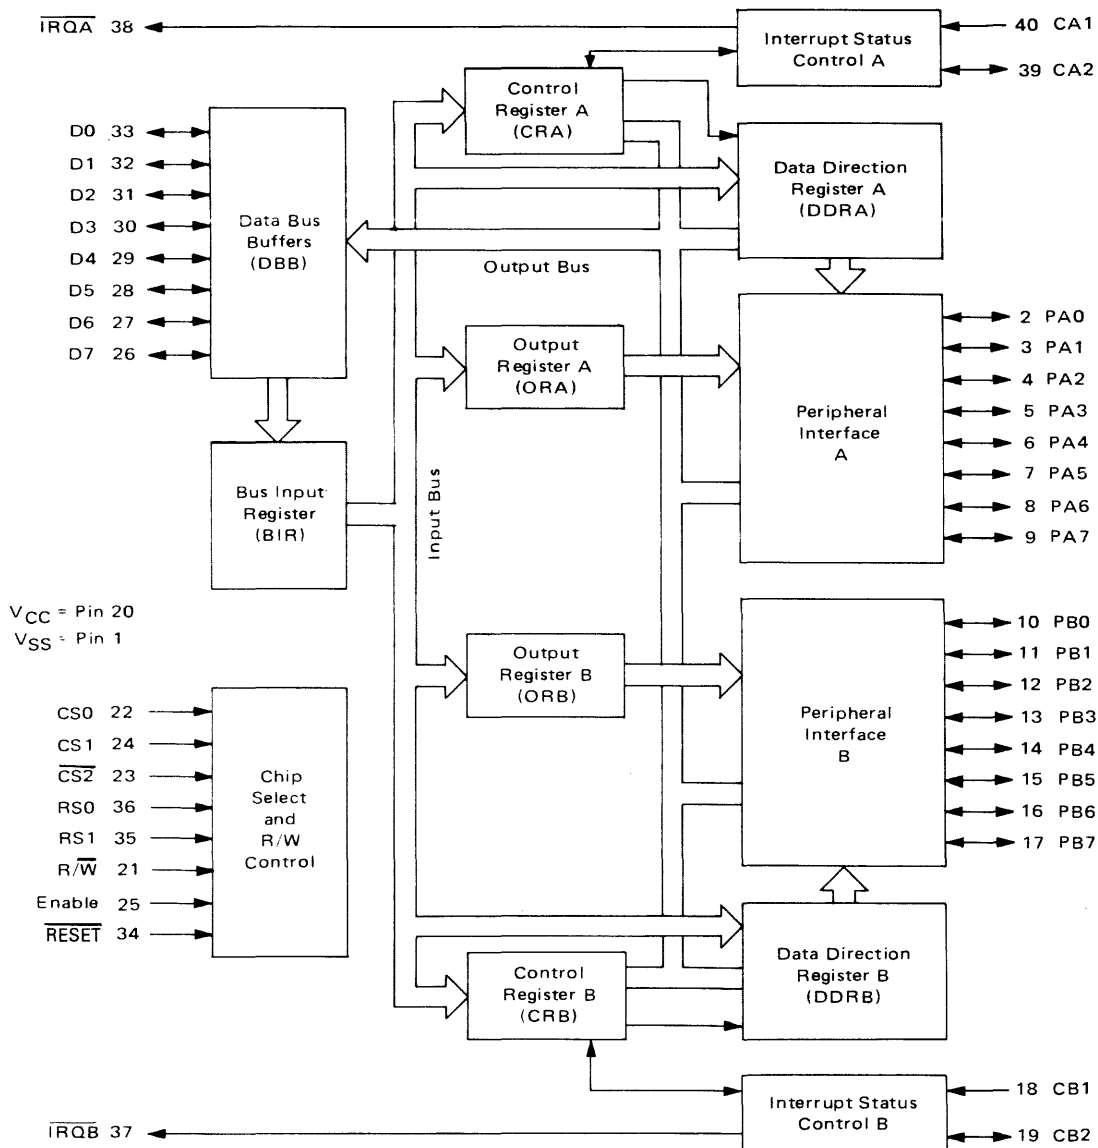 IRQA 38
Interrupt Status
Control A
40 CA1
39 CA2
Control
Register A
(CRA)
D0 33
D1 32
D2 31
D3 30
D4 29
D5 28
D6 27
D7 26
Data Bus
Buffers
(DBB)
Data Direction
Register A
(DDRA)
Output Bus
Output
Register A
(ORA)
Peripheral
Interface
A
2 PA0
3 PA1
4 PA2
5 PA3
6 PA4
7 PA5
8 PA6
9 PA7
Bus Input
Register
(BIR)
Input Bus
VCC = Pin 20
VSS = Pin 1
Output
Register B
(ORB)
Peripheral
Interface
B
10 PB0
11 PB1
12 PB2
13 PB3
14 PB4
15 PB5
16 PB6
17 PB7
CS0 22
CS1 24
CS2 23
RS0 36
RS1 35
R/W 21
Enable 25
RESET 34
Chip
Select
and
R/W
Control
Control
Register B
(CRB)
Data Direction
Register B
(DDRB)
Interrupt Status
Control B
18 CB1
19 CB2
IRQB 37